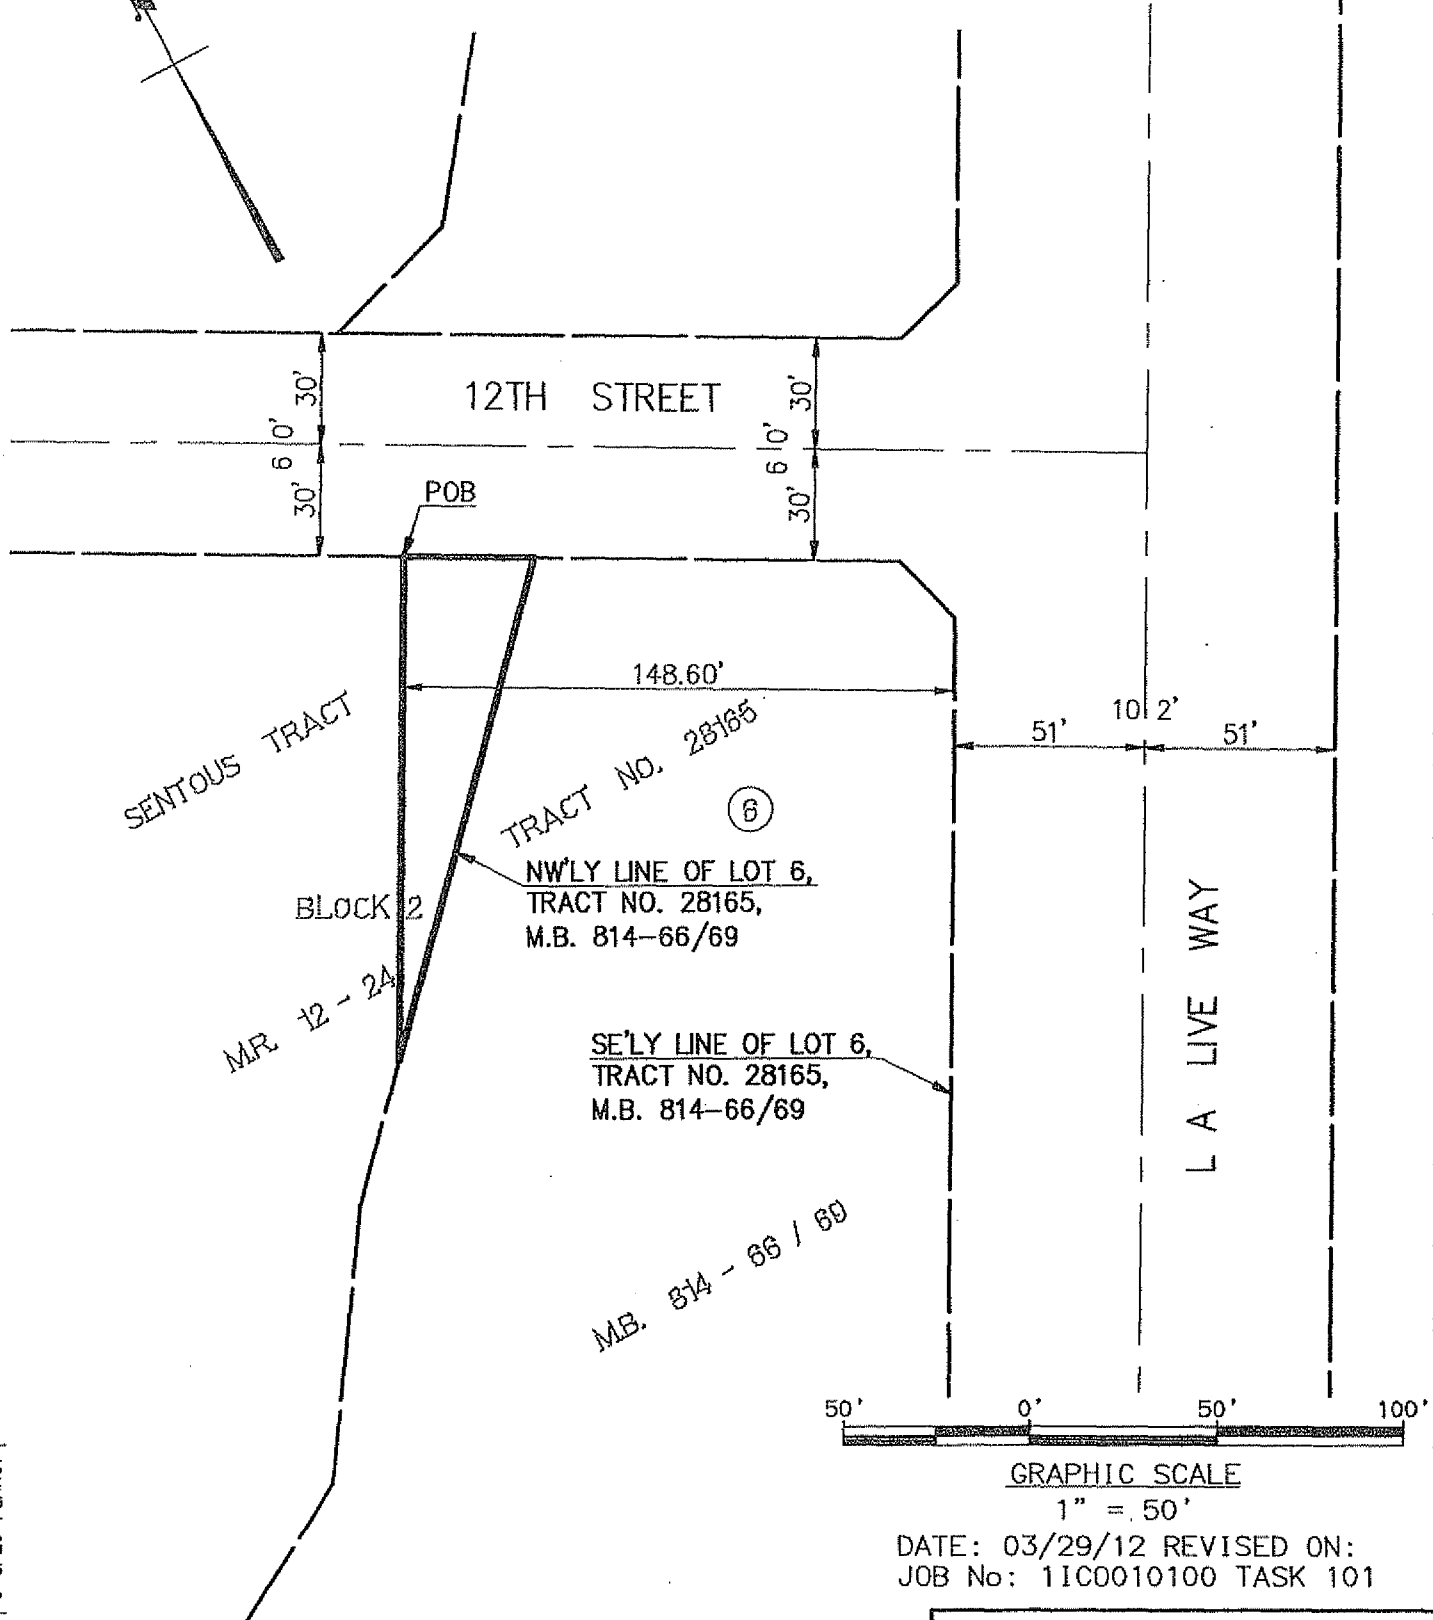 30'
12TH STREET
30'
60'
60'
30'
POB
30'
148.60'
SENTOUS TRACT
TRACT NO. 28165
102'
51'
51'
6
NW'LY LINE OF LOT 6,
TRACT NO. 28165,
M.B. 814-66/69
BLOCK 2
M.R. 12 - 24
L A LIVE WAY
SE'LY LINE OF LOT 6,
TRACT NO. 28165,
M.B. 814-66/69
M.B. 814 - 66 / 69
50' 0' 50' 100'
GRAPHIC SCALE
1" = 50'
DATE: 03/29/12 REVISED ON:
JOB No: 1IC0010100 TASK 101